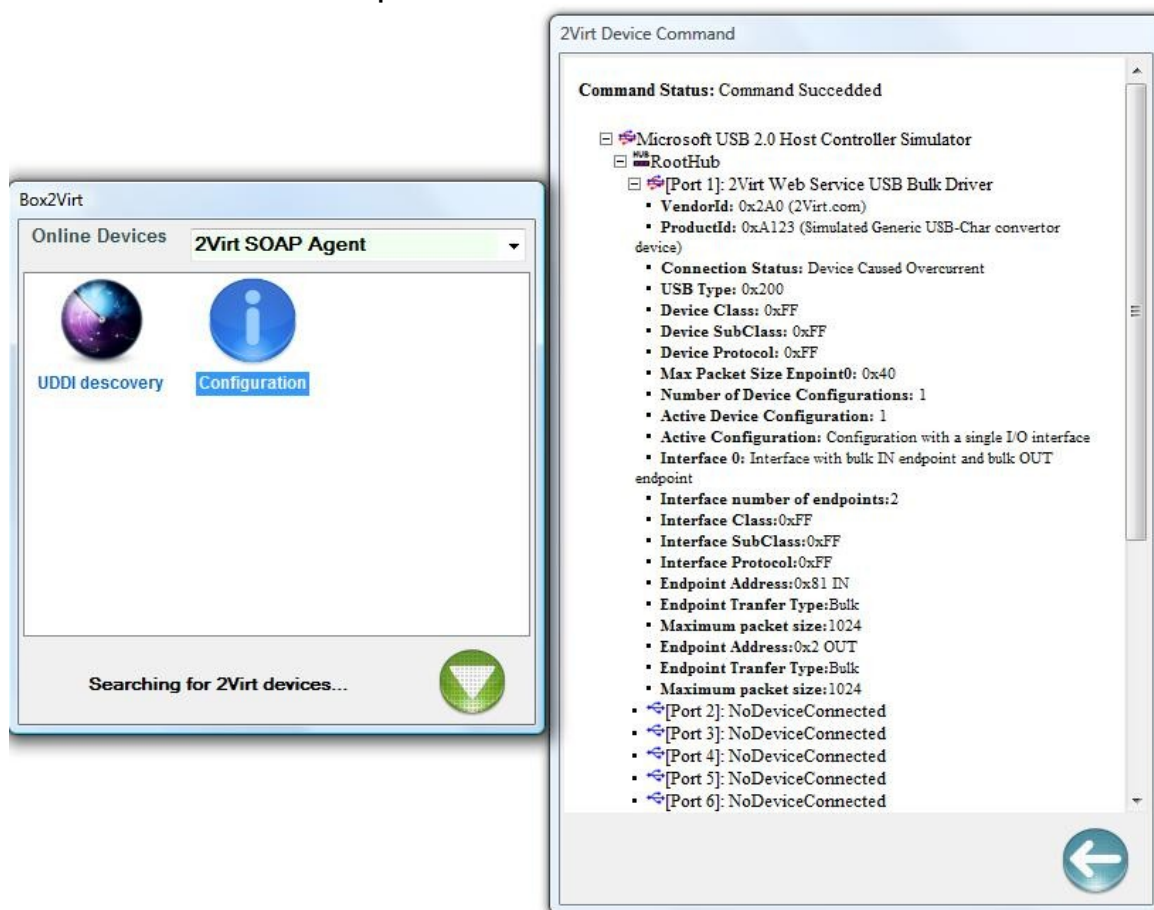 Box2Virt
Online Devices
2Virt SOAP Agent
UDDI descovery
Configuration
Searching for 2Virt devices...
2Virt Device Command
Command Status: Command Succedded
Microsoft USB 2.0 Host Controller Simulator
HUB RootHub
[Port 1]: 2Virt Web Service USB Bulk Driver
VendorId: 0x2A0 (2Virt.com)
ProductId: 0xA123 (Simulated Generic USB-Char convertor
device)
Connection Status: Device Caused Overcurrent
USB Type: 0x200
Device Class: 0xFF
Device SubClass: 0xFF
Device Protocol: 0xFF
Max Packet Size Enpoint0: 0x40
Number of Device Configurations: 1
Active Device Configuration: 1
Active Configuration: Configuration with a single I/O interface
Interface 0: Interface with bulk IN endpoint and bulk OUT
endpoint
Interface number of endpoints:2
Interface Class:0xFF
Interface SubClass:0xFF
Interface Protocol:0xFF
Endpoint Address:0x81 IN
Endpoint Tranfer Type:Bulk
Maximum packet size:1024
Endpoint Address:0x2 OUT
Endpoint Tranfer Type:Bulk
Maximum packet size:1024
[Port 2]: NoDeviceConnected
[Port 3]: NoDeviceConnected
[Port 4]: NoDeviceConnected
[Port 5]: NoDeviceConnected
[Port 6]: NoDeviceConnected